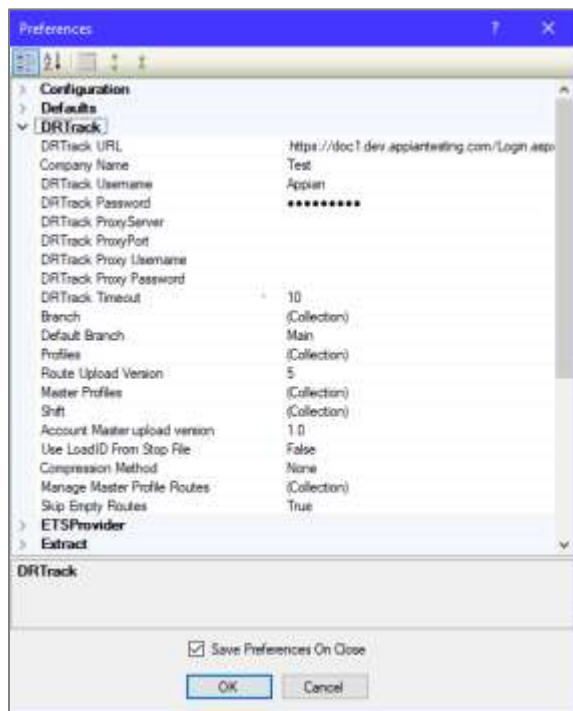 Preferences
? ×
Configuration
Defaults
DRTrack
DRTrack URL https://doc1.dev.appiantesting.com/Login.aspx
Company Name Test
DRTrack Username Appian
DRTrack Password ●●●●●●●●●
DRTrack ProxyServer
DRTrack ProxyPort
DRTrack Proxy Username
DRTrack Proxy Password
DRTrack Timeout 10
Branch (Collection)
Default Branch Main
Profiles (Collection)
Route Upload Version 5
Master Profiles (Collection)
Shift (Collection)
Account Master upload version 1.0
Use LoadID From Stop File False
Compression Method None
Manage Master Profile Routes (Collection)
Skip Empty Routes True
ETSProvider
Extract
DRTrack
Save Preferences On Close
OK Cancel